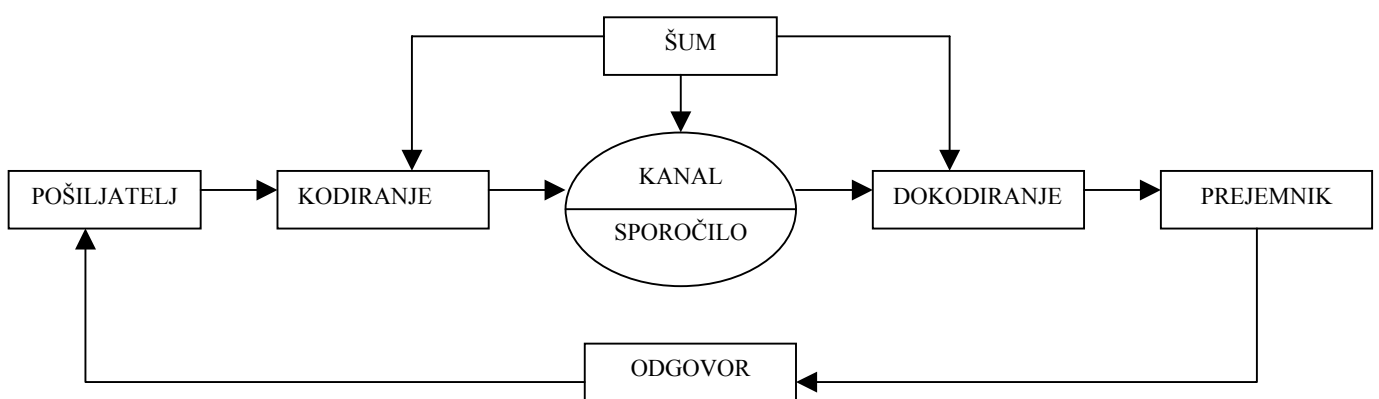 ŠUM
POŠILJATELJ
KODIRANJE
KANAL
SPOROČILO
DOKODIRANJE
PREJEMNIK
ODGOVOR